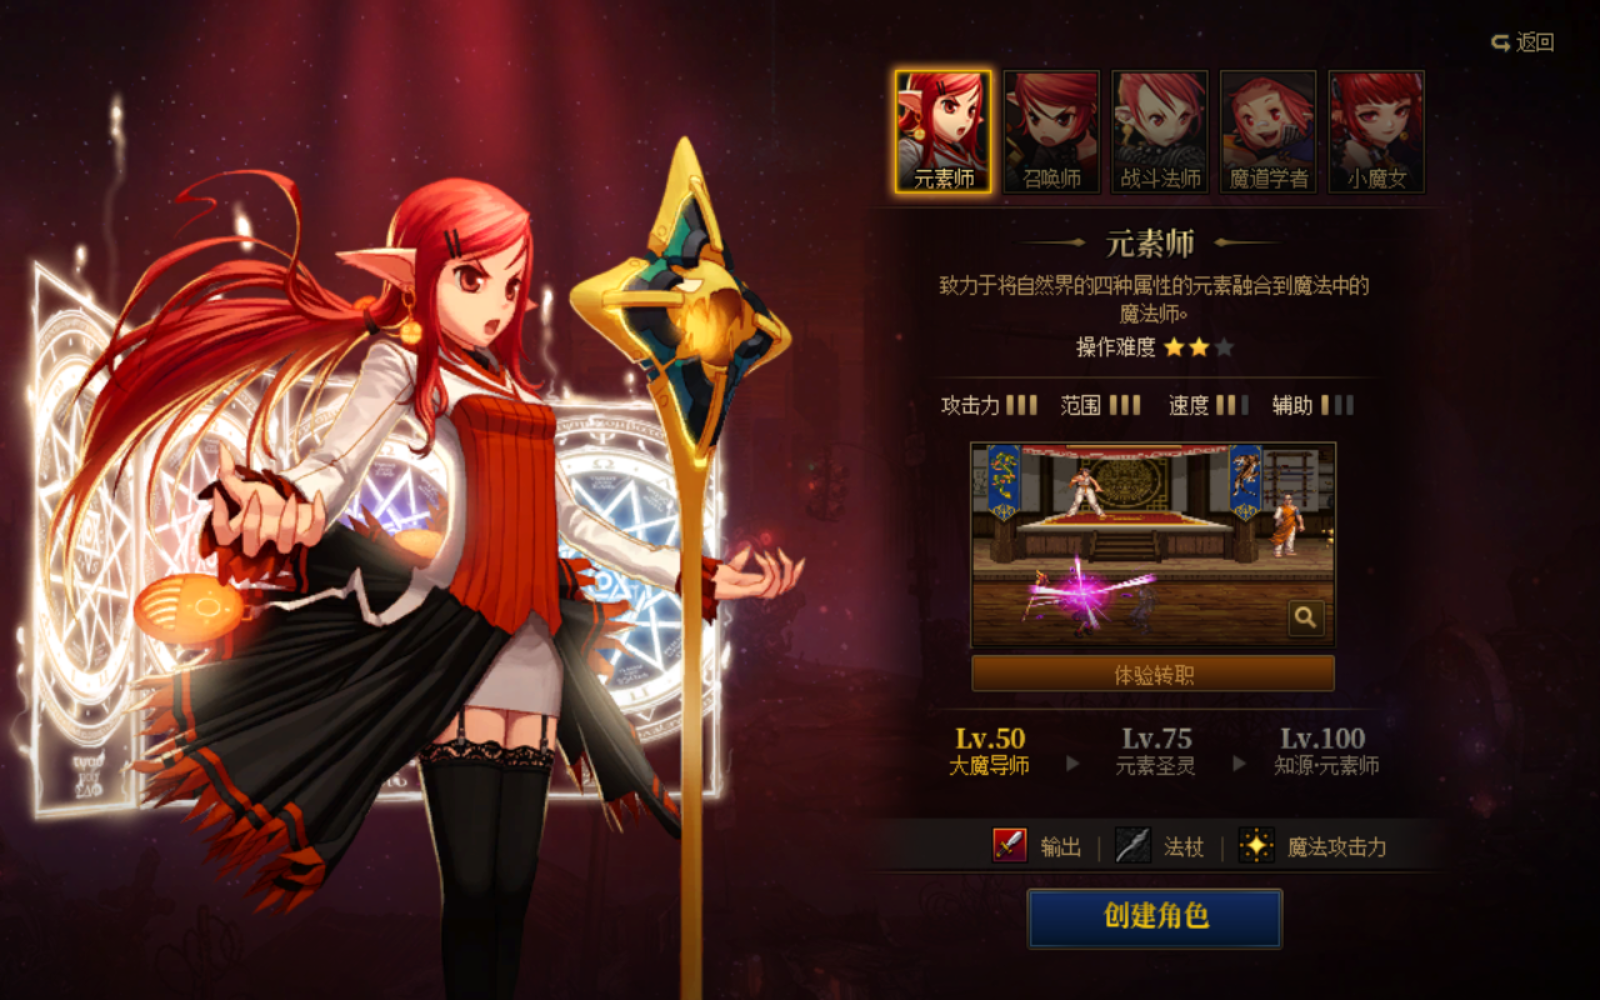 返回
元素师
召唤师
战斗法师
魔道学者
小魔女
元素师
致力于将自然界的四种属性的元素融合到魔法中的
魔法师。
操作难度
攻击力 范围 速度 辅助
体验转职
Lv.50 Lv.75 Lv.100
大魔导师 元素圣灵 知源·元素师
输出 | 法杖 | 魔法攻击力
创建角色